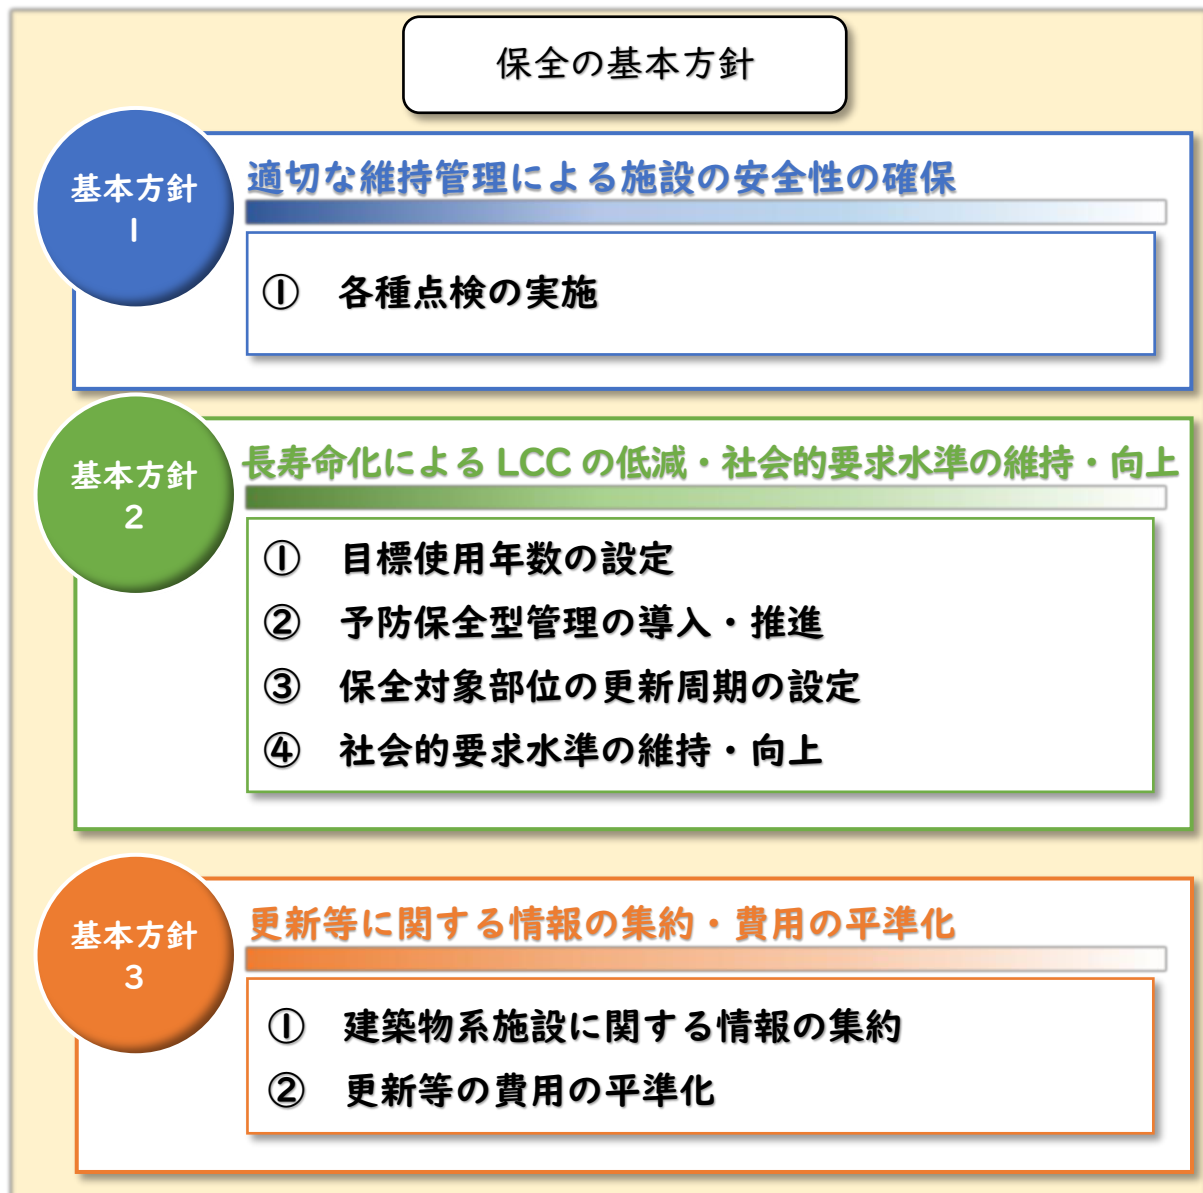 保全の基本方針
基本方針
1
適切な維持管理による施設の安全性の確保
① 各種点検の実施
基本方針
2
長寿命化による LCC の低減・社会的要求水準の維持・向上
① 目標使用年数の設定
② 予防保全型管理の導入・推進
③ 保全対象部位の更新周期の設定
④ 社会的要求水準の維持・向上
基本方針
3
更新等に関する情報の集約・費用の平準化
① 建築物系施設に関する情報の集約
② 更新等の費用の平準化